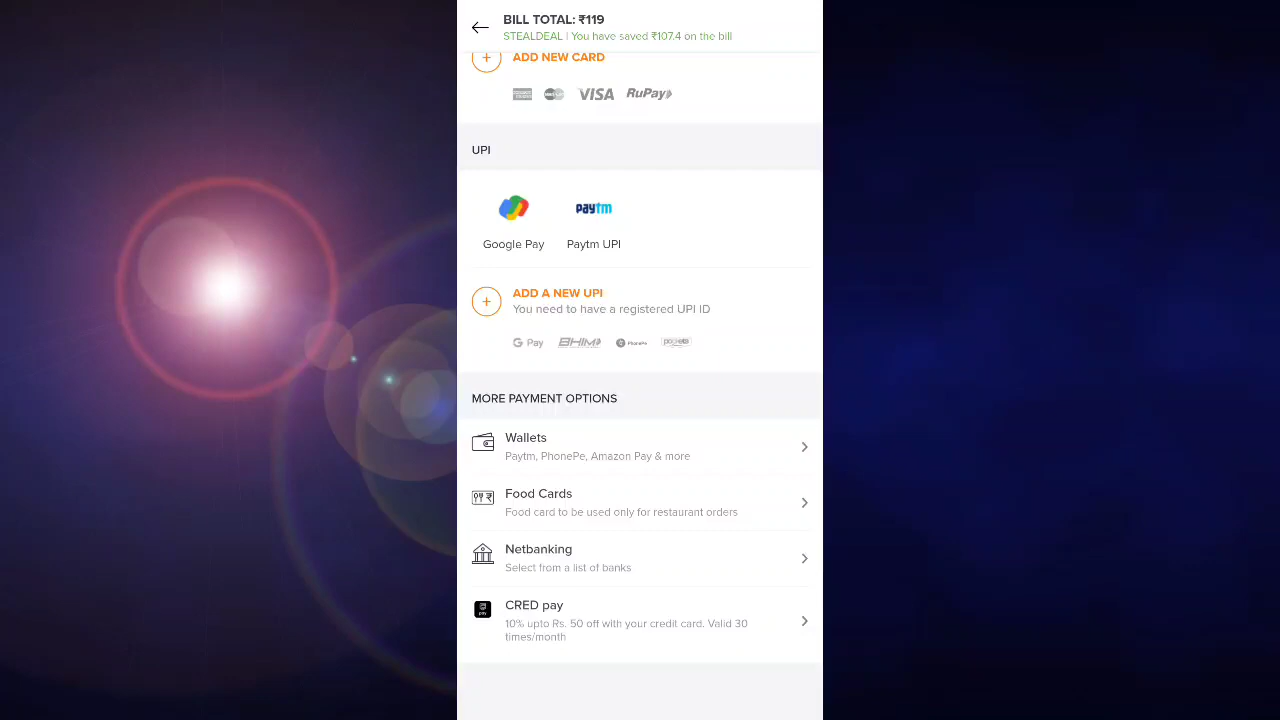 BILL TOTAL: ₹119
STEALDEAL | You have saved ₹107.4 on the bill
ADD NEW CARD
VISA RuPay
UPI
paytm
Google Pay Paytm UPI
ADD A NEW UPI
You need to have a registered UPI ID
G Pay BHIM PhonePe pockets
MORE PAYMENT OPTIONS
Wallets
Paytm, PhonePe, Amazon Pay & more
Food Cards
Food card to be used only for restaurant orders
Netbanking
Select from a list of banks
CRED pay
10% upto Rs. 50 off with your credit card. Valid 30
times/month